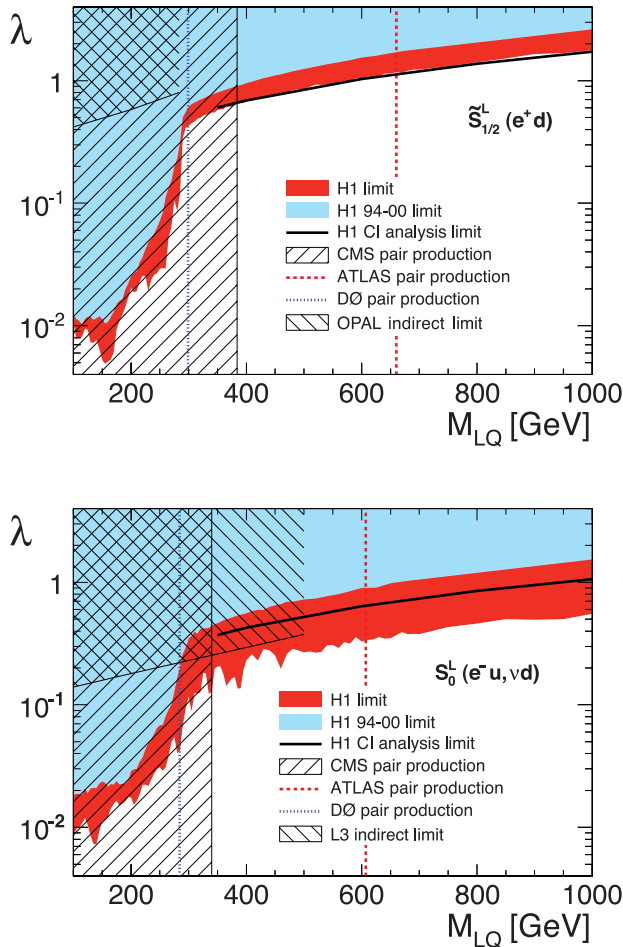 λ
1
10⁻¹
10⁻²
S̃ᴸ₁/₂ (e⁺d)
H1 limit
H1 94-00 limit
H1 CI analysis limit
CMS pair production
ATLAS pair production
DØ pair production
OPAL indirect limit
200 400 600 800 1000
M_LQ [GeV]
λ
1
10⁻¹
10⁻²
Sᴸ₀ (e⁻u, νd)
H1 limit
H1 94-00 limit
H1 CI analysis limit
CMS pair production
ATLAS pair production
DØ pair production
L3 indirect limit
200 400 600 800 1000
M_LQ [GeV]